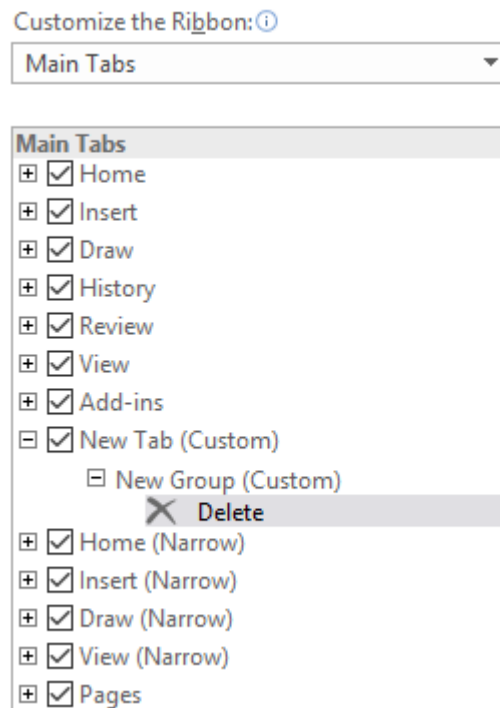 Customize the Ribbon:
Main Tabs
Main Tabs
Home
Insert
Draw
History
Review
View
Add-ins
New Tab (Custom)
New Group (Custom)
Delete
Home (Narrow)
Insert (Narrow)
Draw (Narrow)
View (Narrow)
Pages